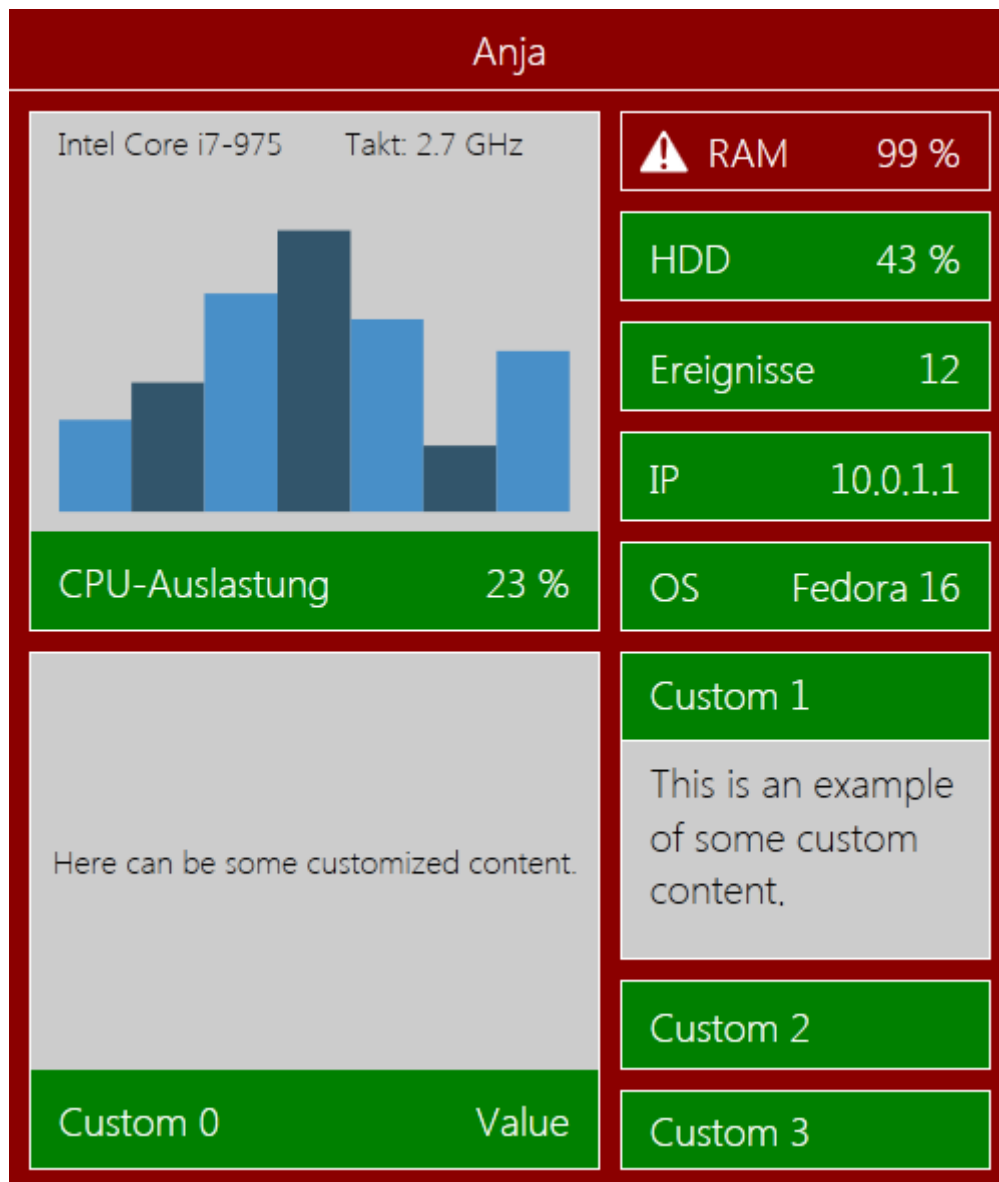 Anja
Intel Core i7-975 Takt: 2.7 GHz
CPU-Auslastung 23 %
RAM 99 %
HDD 43 %
Ereignisse 12
IP 10.0.1.1
OS Fedora 16
Here can be some customized content.
Custom 0 Value
Custom 1
This is an example
of some custom
content.
Custom 2
Custom 3